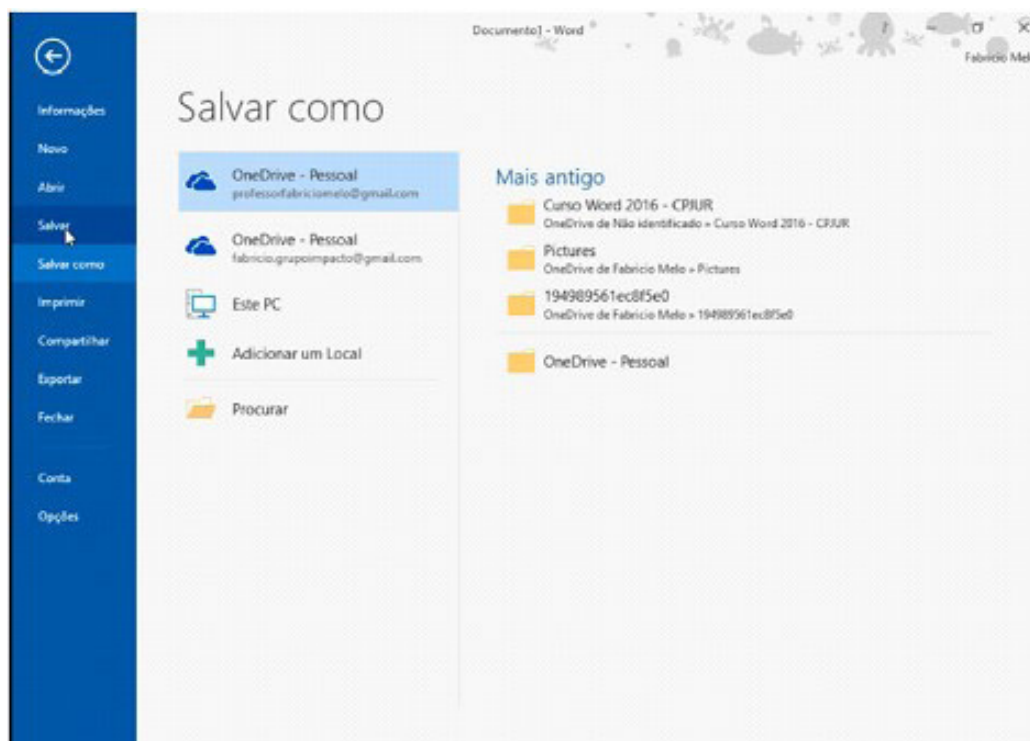 Documento1 - Word
?
Fabricio Mel
Informações
Novo
Abrir
Salvar
Salvar como
Imprimir
Compartilhar
Exportar
Fechar
Conta
Opções
Salvar como
OneDrive - Pessoal
professorfabriciomelo@gmail.com
OneDrive - Pessoal
fabricio.grupoimpacto@gmail.com
Este PC
Adicionar um Local
Procurar
Mais antigo
Curso Word 2016 - CPJUR
OneDrive de Não identificado » Curso Word 2016 - CPJUR
Pictures
OneDrive de Fabricio Melo » Pictures
194989561ec8f5e0
OneDrive de Fabricio Melo » 194989561ec8f5e0
OneDrive - Pessoal